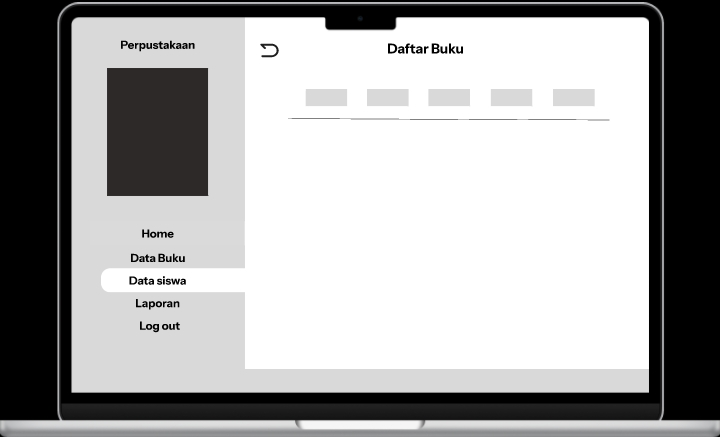 Perpustakaan
Daftar Buku
Home
Data Buku
Data siswa
Laporan
Log out